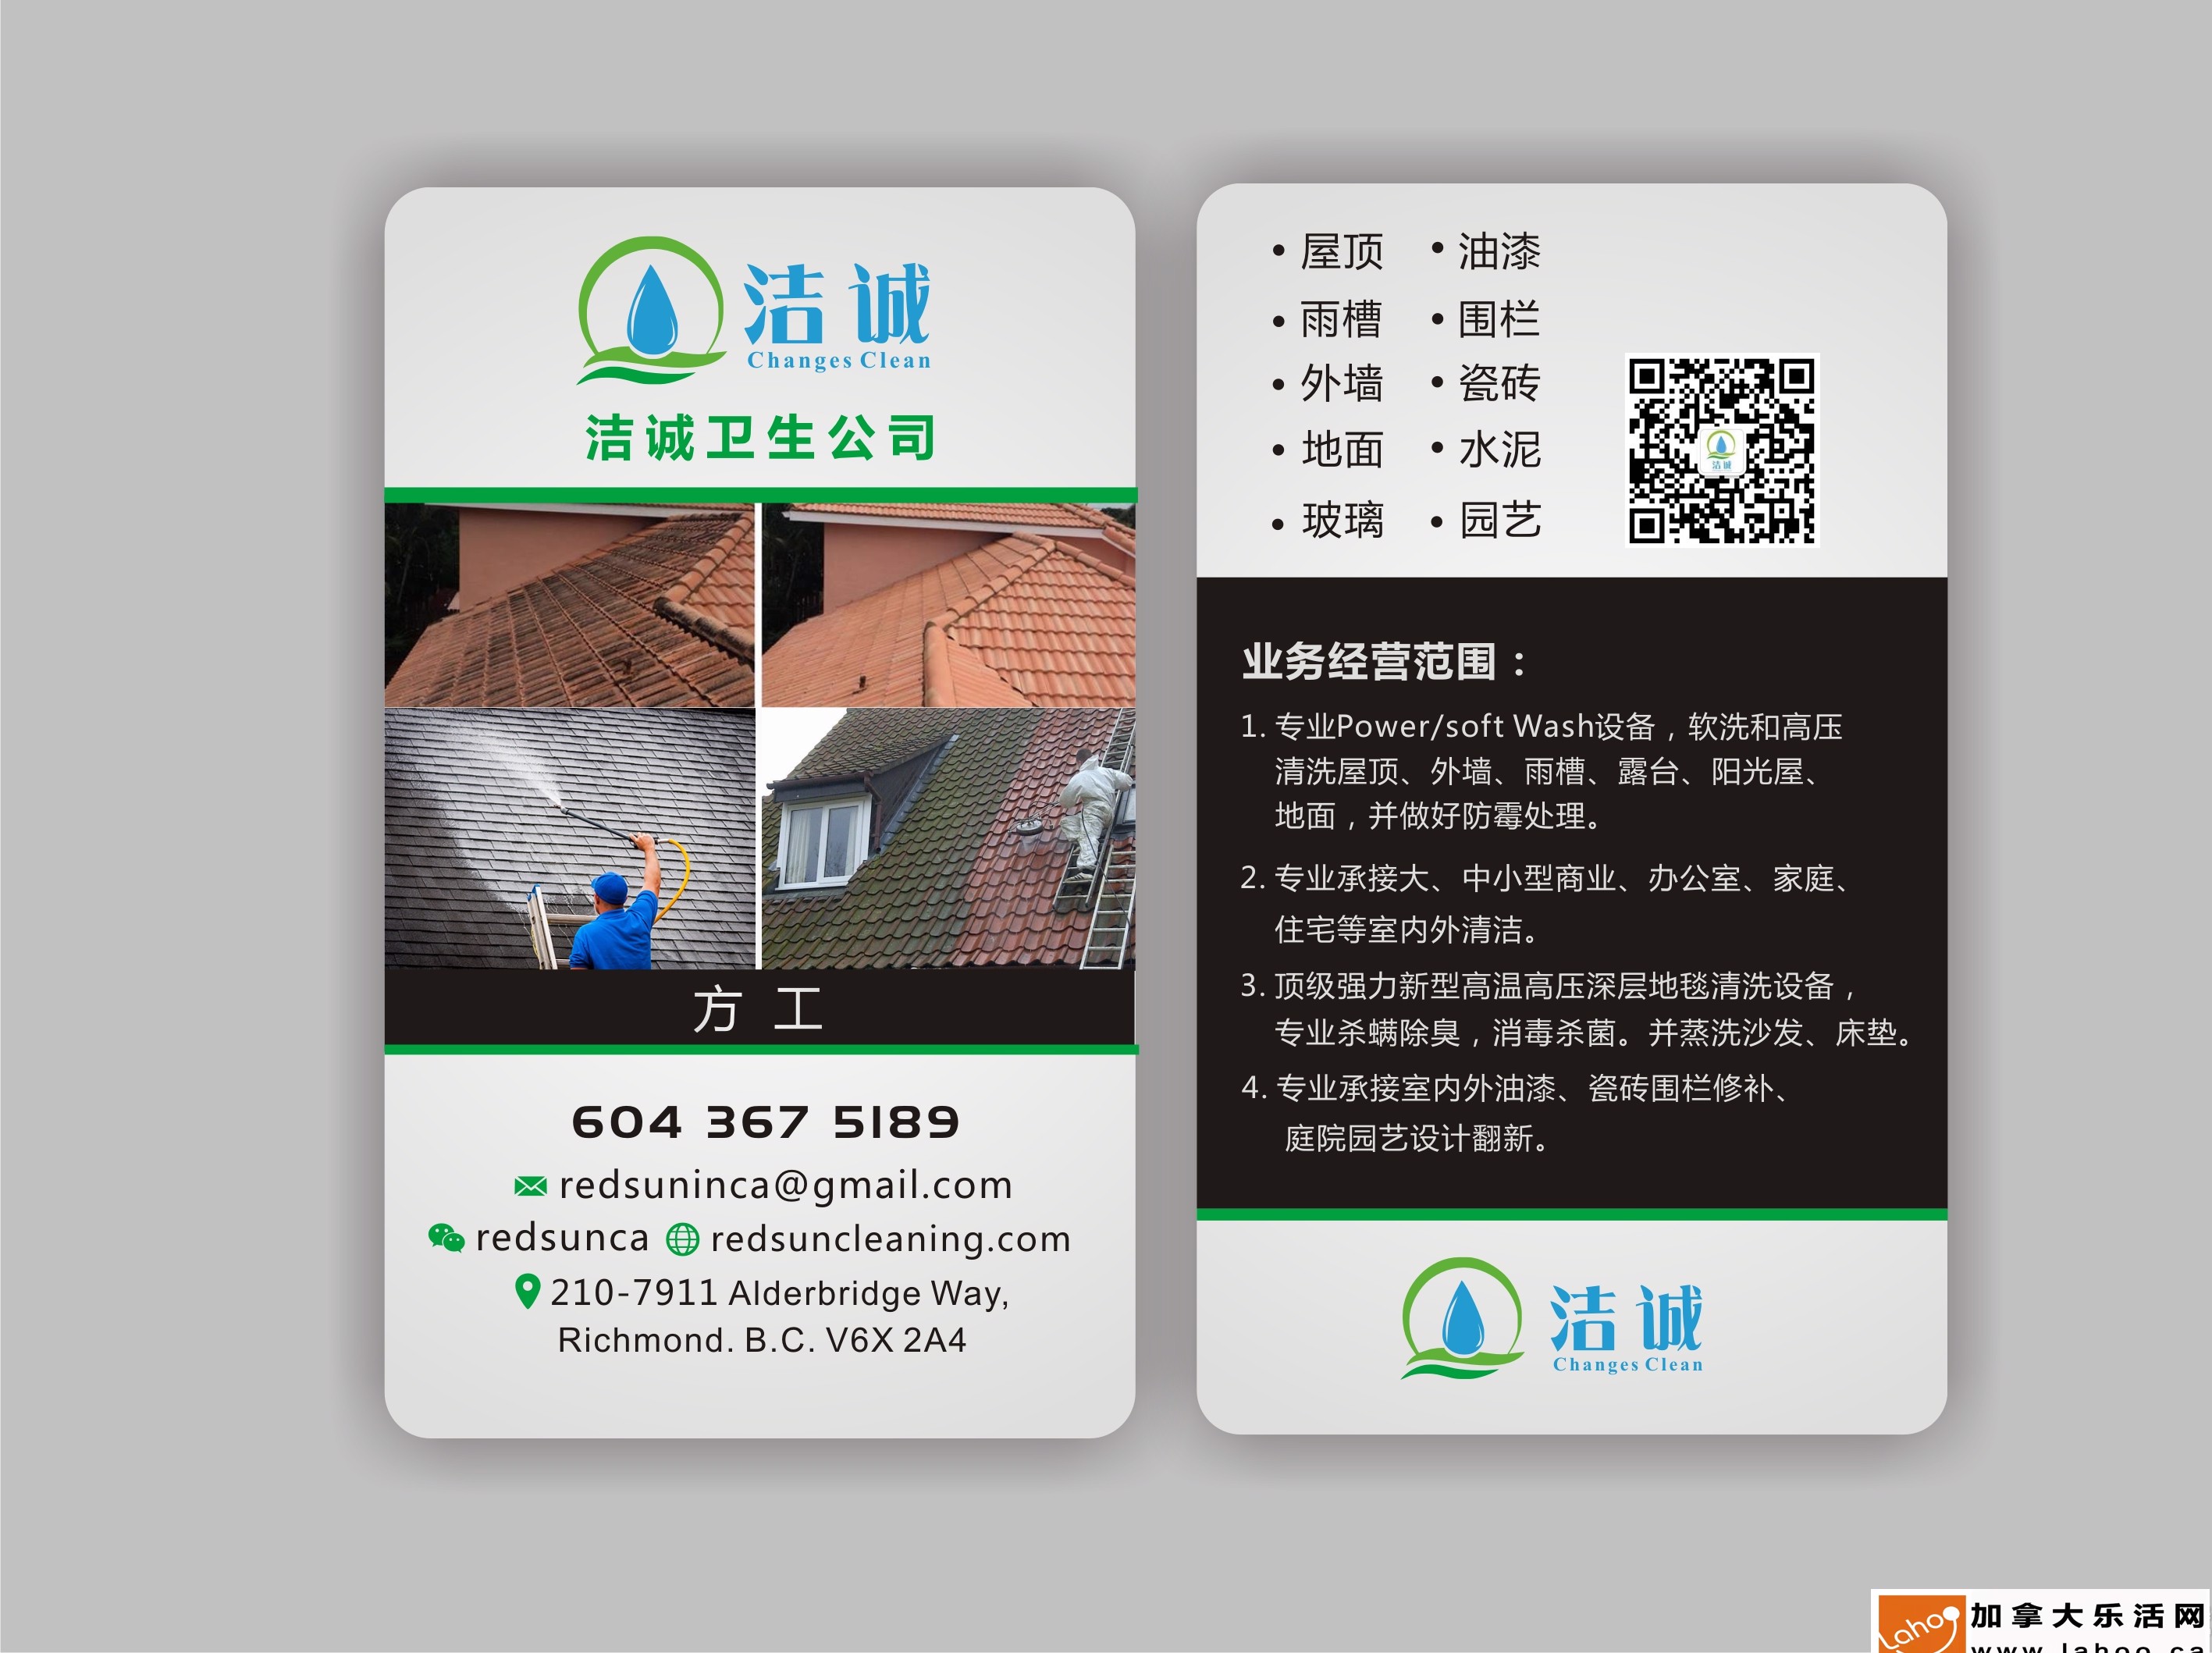 洁诚
Changes Clean
洁诚卫生公司
方 工
604 367 5189
redsuninca@gmail.com
redsunca redsuncleaning.com
210-7911 Alderbridge Way,
Richmond. B.C. V6X 2A4
• 屋顶 • 油漆
• 雨槽 • 围栏
• 外墙 • 瓷砖
• 地面 • 水泥
• 玻璃 • 园艺
洁诚
业务经营范围：
1. 专业Power/soft Wash设备，软洗和高压
清洗屋顶、外墙、雨槽、露台、阳光屋、
地面，并做好防霉处理。
2. 专业承接大、中小型商业、办公室、家庭、
住宅等室内外清洁。
3. 顶级强力新型高温高压深层地毯清洗设备，
专业杀螨除臭，消毒杀菌。并蒸洗沙发、床垫。
4. 专业承接室内外油漆、瓷砖围栏修补、
庭院园艺设计翻新。
洁诚
Changes Clean
Lahoo
加拿大乐活网
www.lahoo.ca